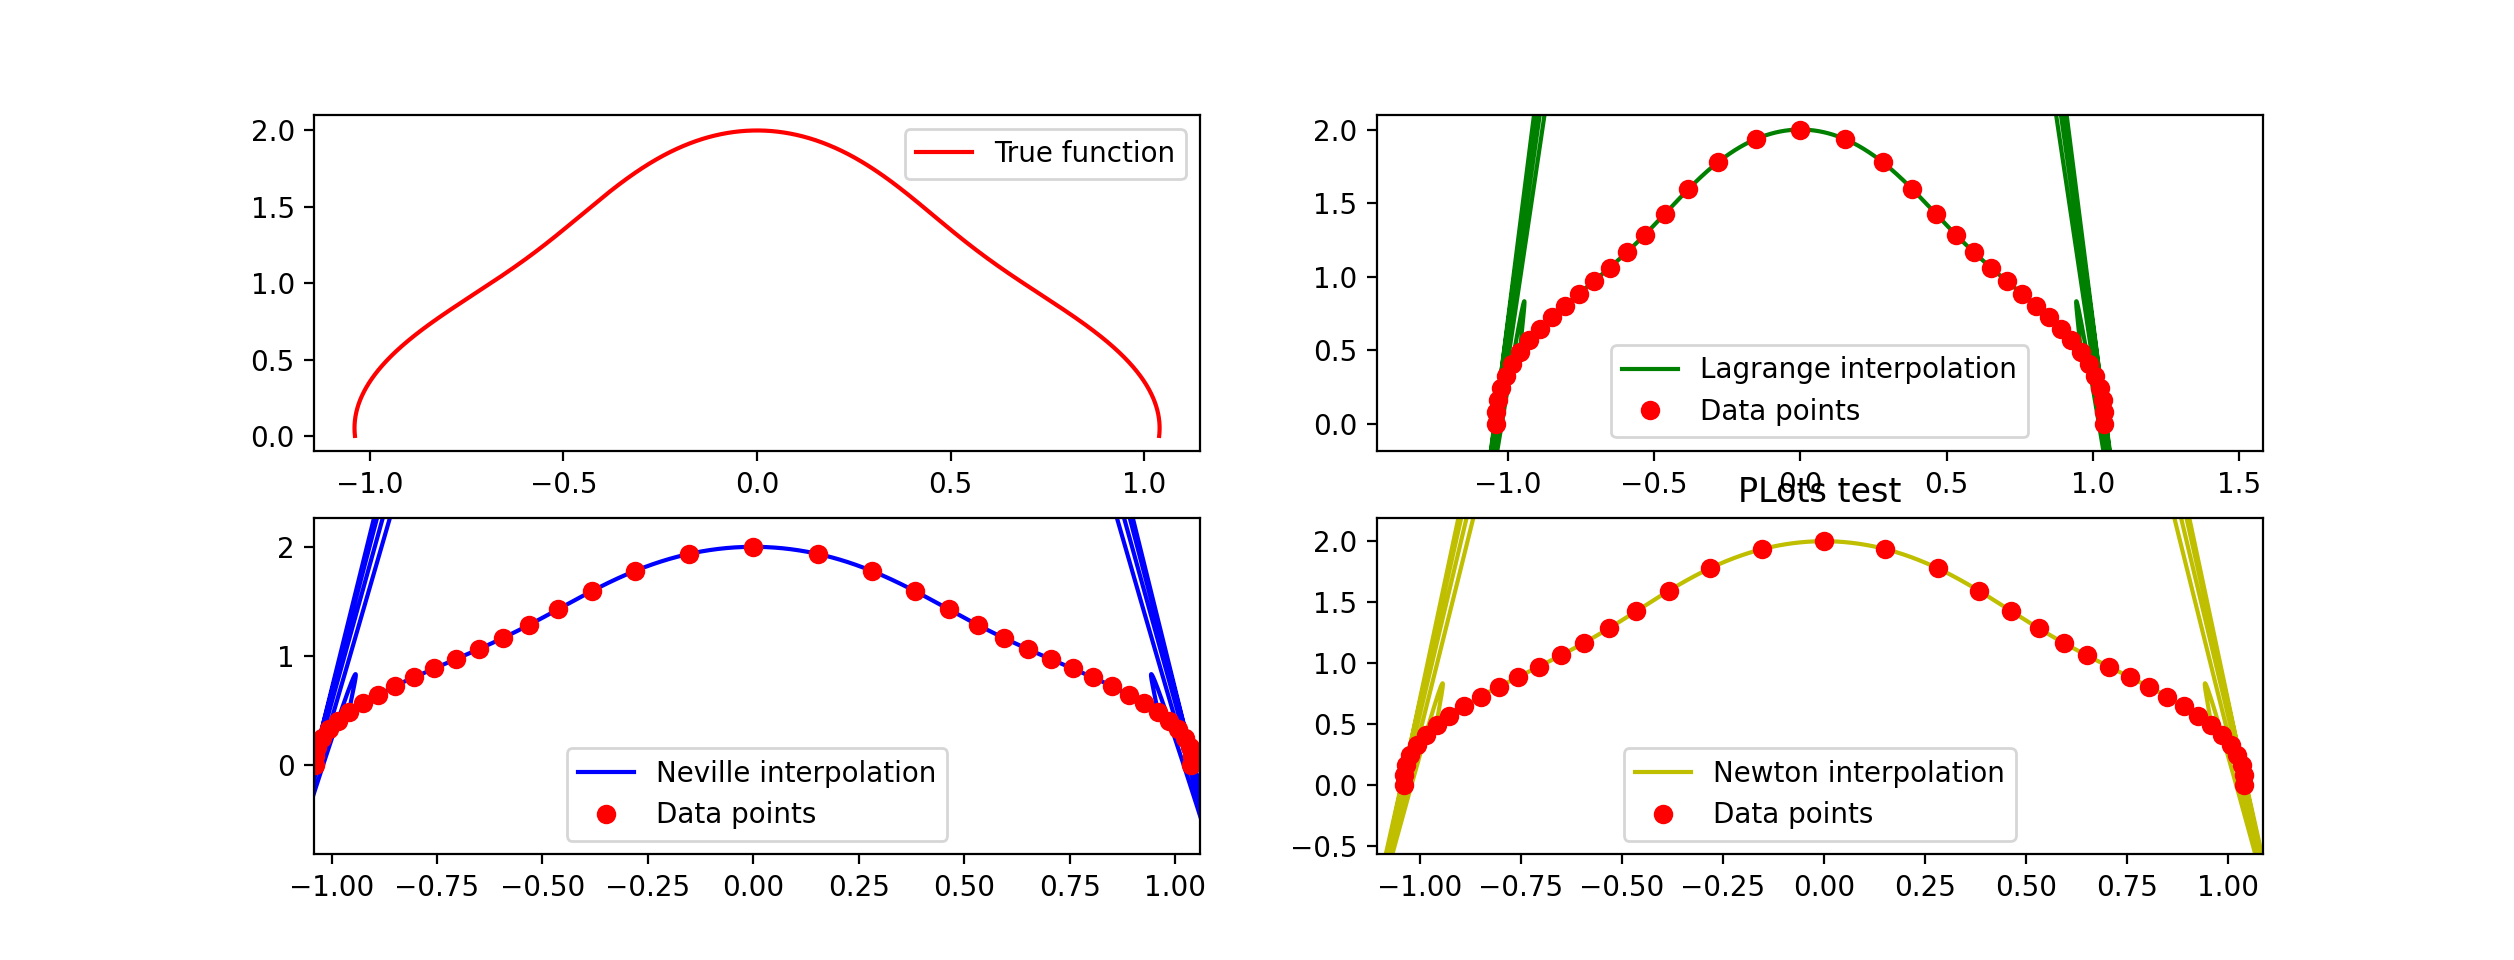 2.0
1.5
1.0
0.5
0.0
True function
−1.0 −0.5 0.0 0.5 1.0
2.0
1.5
1.0
0.5
0.0
Lagrange interpolation
Data points
−1.0 −0.5 0.0 0.5 1.0 1.5
2
1
0
Neville interpolation
Data points
−1.00 −0.75 −0.50 −0.25 0.00 0.25 0.50 0.75 1.00
PLots test
2.0
1.5
1.0
0.5
0.0
−0.5
Newton interpolation
Data points
−1.00 −0.75 −0.50 −0.25 0.00 0.25 0.50 0.75 1.00